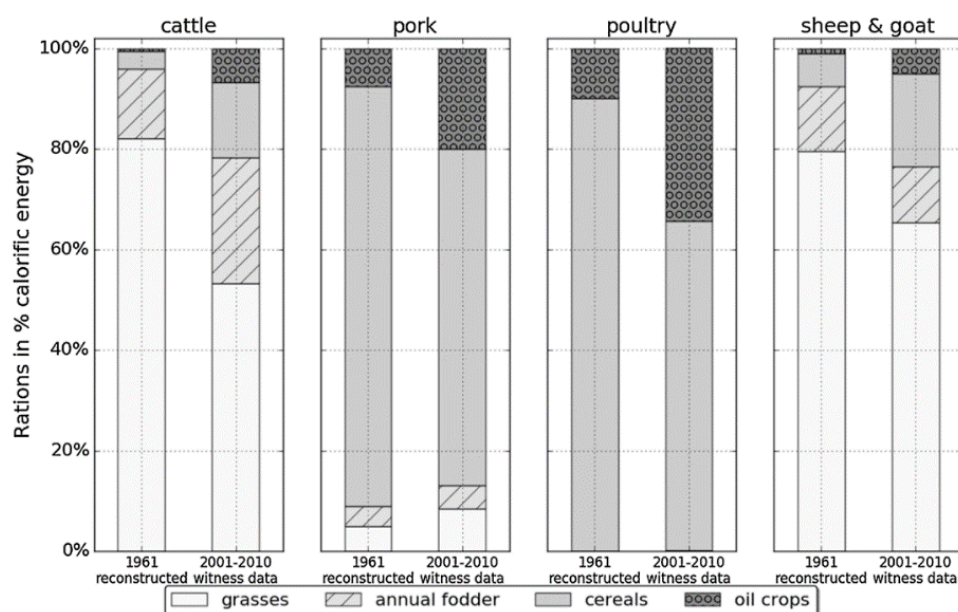 cattle pork poultry sheep & goat
Rations in % calorific energy
100%
80%
60%
40%
20%
0%
1961 2001-2010 1961 2001-2010 1961 2001-2010 1961 2001-2010
reconstructed witness data reconstructed witness data reconstructed witness data reconstructed witness data
grasses annual fodder cereals oil crops